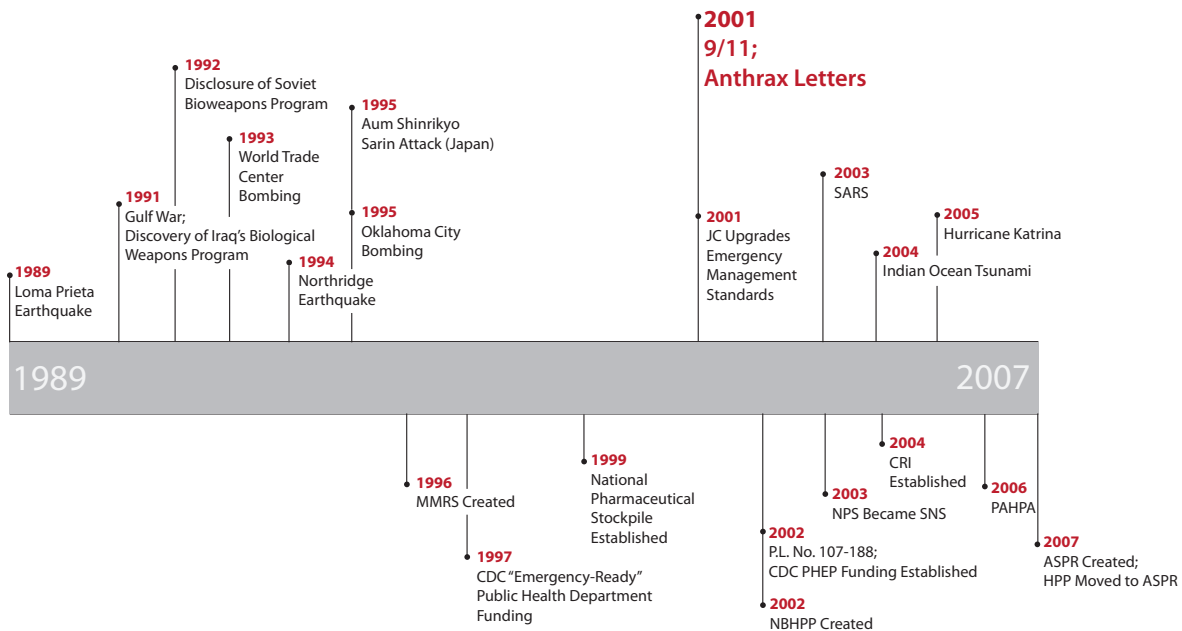 2001
9/11;
Anthrax Letters
1992
Disclosure of Soviet
Bioweapons Program
1995
Aum Shinrikyo
Sarin Attack (Japan)
1993
World Trade
Center
Bombing
2003
SARS
1991
Gulf War;
Discovery of Iraq's Biological
Weapons Program
1995
Oklahoma City
Bombing
2001
JC Upgrades
Emergency
Management
Standards
2005
Hurricane Katrina
2004
Indian Ocean Tsunami
1994
Northridge
Earthquake
1989
Loma Prieta
Earthquake
1989
2007
2004
CRI
Established
1999
National
Pharmaceutical
Stockpile
Established
1996
MMRS Created
2006
PAHPA
2003
NPS Became SNS
2002
P.L. No. 107-188;
CDC PHEP Funding Established
2007
ASPR Created;
HPP Moved to ASPR
1997
CDC “Emergency-Ready”
Public Health Department
Funding
2002
NBHPP Created